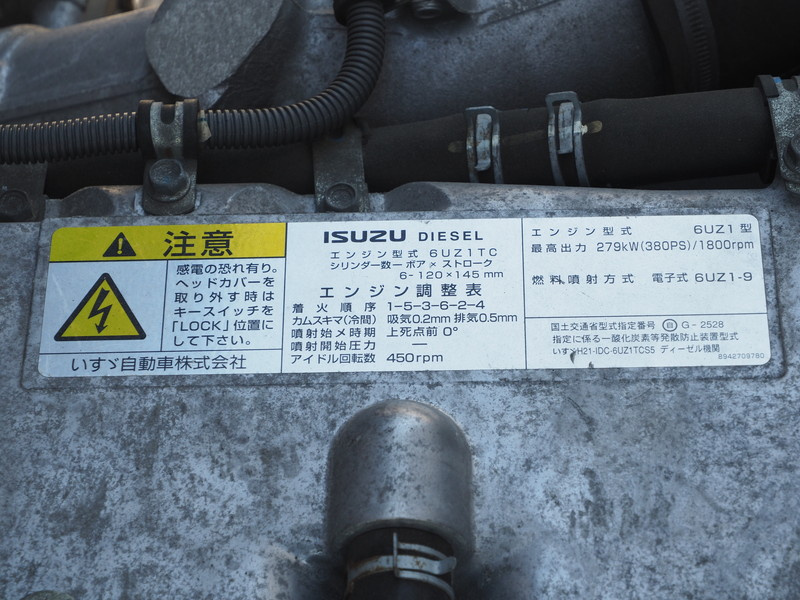 注意
感電の恐れ有り。
ヘッドカバーを
取り外す時は
キースイッチを
「LOCK」位置に
して下さい。
いすゞ自動車株式会社
ISUZU DIESEL
エンジン型式 6UZ1TC
シリンダー数－ボア×ストローク
6-120×145mm
エンジン調整表
着火順序 1-5-3-6-2-4
カムスキマ(冷間) 吸気0.2mm 排気0.5mm
噴射始メ時期 上死点前 0°
噴射開始圧力 ―
アイドル回転数 450rpm
エンジン型式 6UZ1型
最高出力 279kW(380PS)/1800rpm
燃料噴射方式 電子式 6UZ1-9
国土交通省型式指定番号 自 G-2528
指定に係る一酸化炭素等発散防止装置型式
いすゞH21-IDC-6UZ1TCS5 ディーゼル機関
8942709780